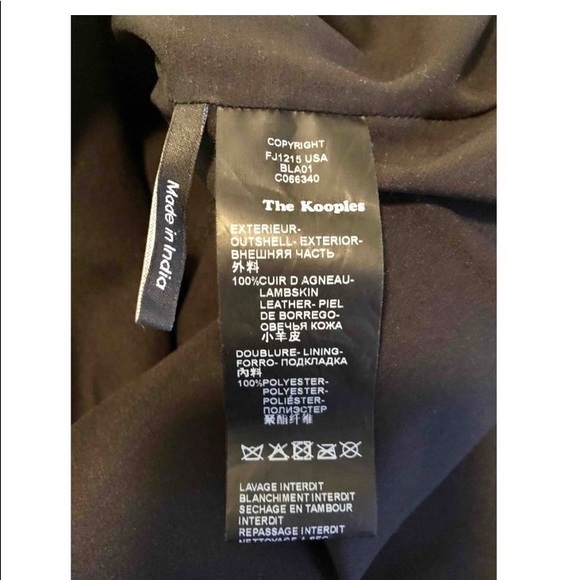 COPYRIGHT
FJ1215 USA
BLA01
C066340
The Kooples
EXTERIEUR-
OUTSHELL- EXTERIOR-
ВНЕШНЯЯ ЧАСТЬ
外料
100%CUIR D AGNEAU-
LAMBSKIN
LEATHER- PIEL
DE BORREGO-
ОВЕЧЬЯ КОЖА
小羊皮
DOUBLURE- LINING-
FORRO- ПОДКЛАДКА
內料
100%POLYESTER-
POLYESTER-
POLIÉSTER-
ПОЛИЭСТЕР
聚酯纤维
LAVAGE INTERDIT
BLANCHIMENT INTERDIT
SECHAGE EN TAMBOUR
INTERDIT
REPASSAGE INTERDIT
NETTOYAGE A SEC
Made in India